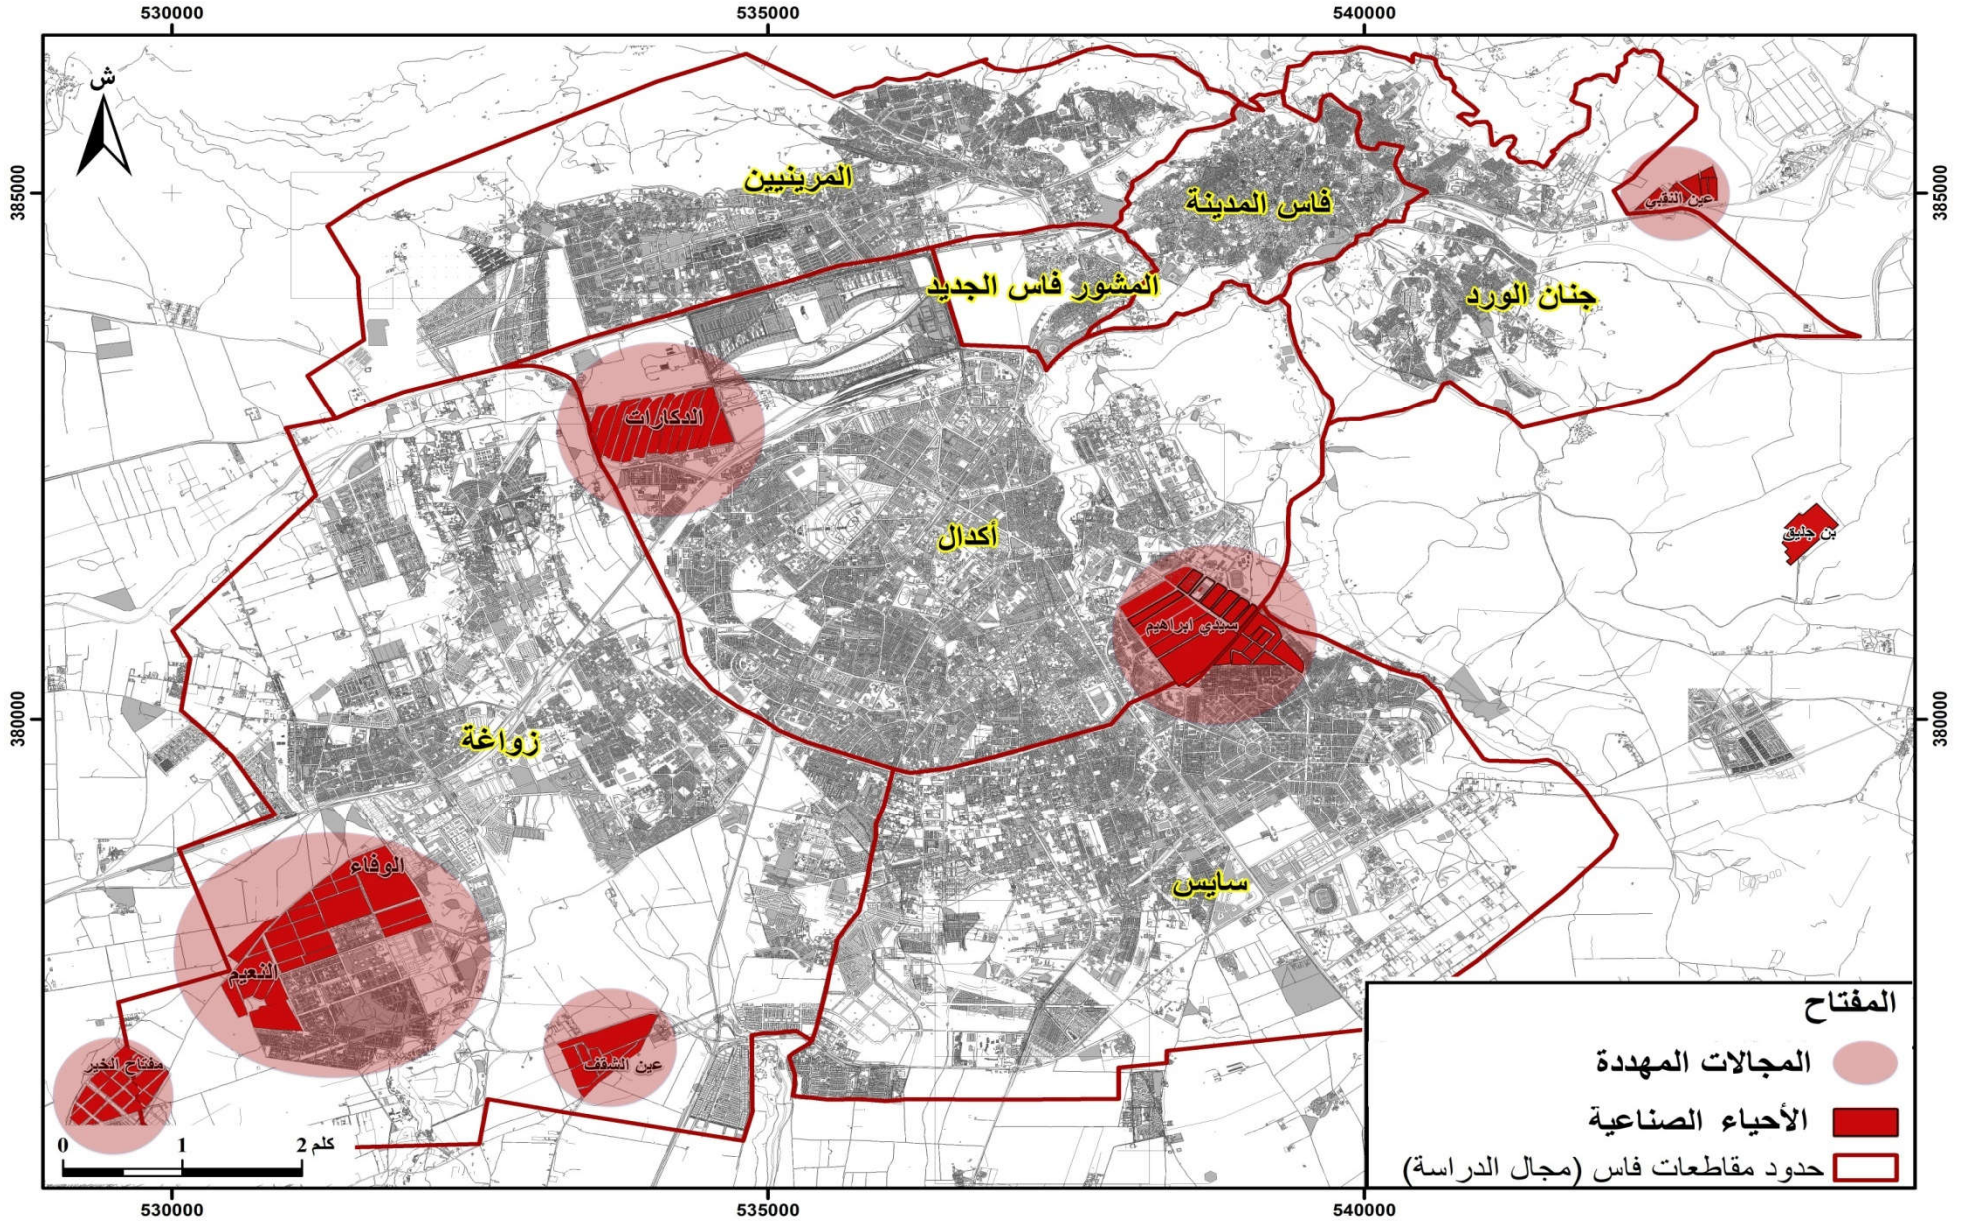 530000
535000
540000
ش
385000
385000
المرينيين
فاس المدينة
عين النقبي
المشور فاس الجديد
جنان الورد
الدكارات
أكدال
بن جليق
سيدي ابراهيم
380000
380000
زواغة
الوفاء
سايس
النعيم
عين الشقف
مفتاح الخير
المفتاح
المجالات المهددة
الأحياء الصناعية
حدود مقاطعات فاس (مجال الدراسة)
0 1 2 كلم
530000
535000
540000